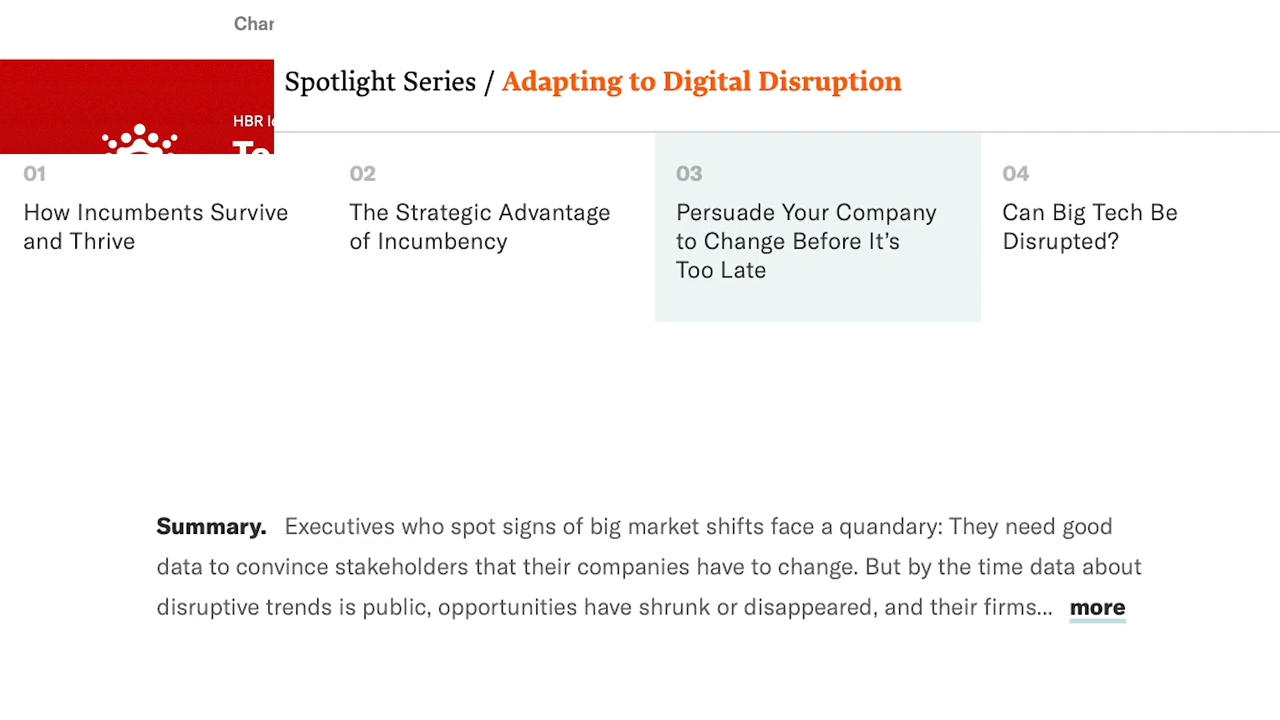 Spotlight Series / Adapting to Digital Disruption
HBR
01
How Incumbents Survive
and Thrive
02
The Strategic Advantage
of Incumbency
03
Persuade Your Company
to Change Before It’s
Too Late
04
Can Big Tech Be
Disrupted?
Summary. Executives who spot signs of big market shifts face a quandary: They need good
data to convince stakeholders that their companies have to change. But by the time data about
disruptive trends is public, opportunities have shrunk or disappeared, and their firms... more